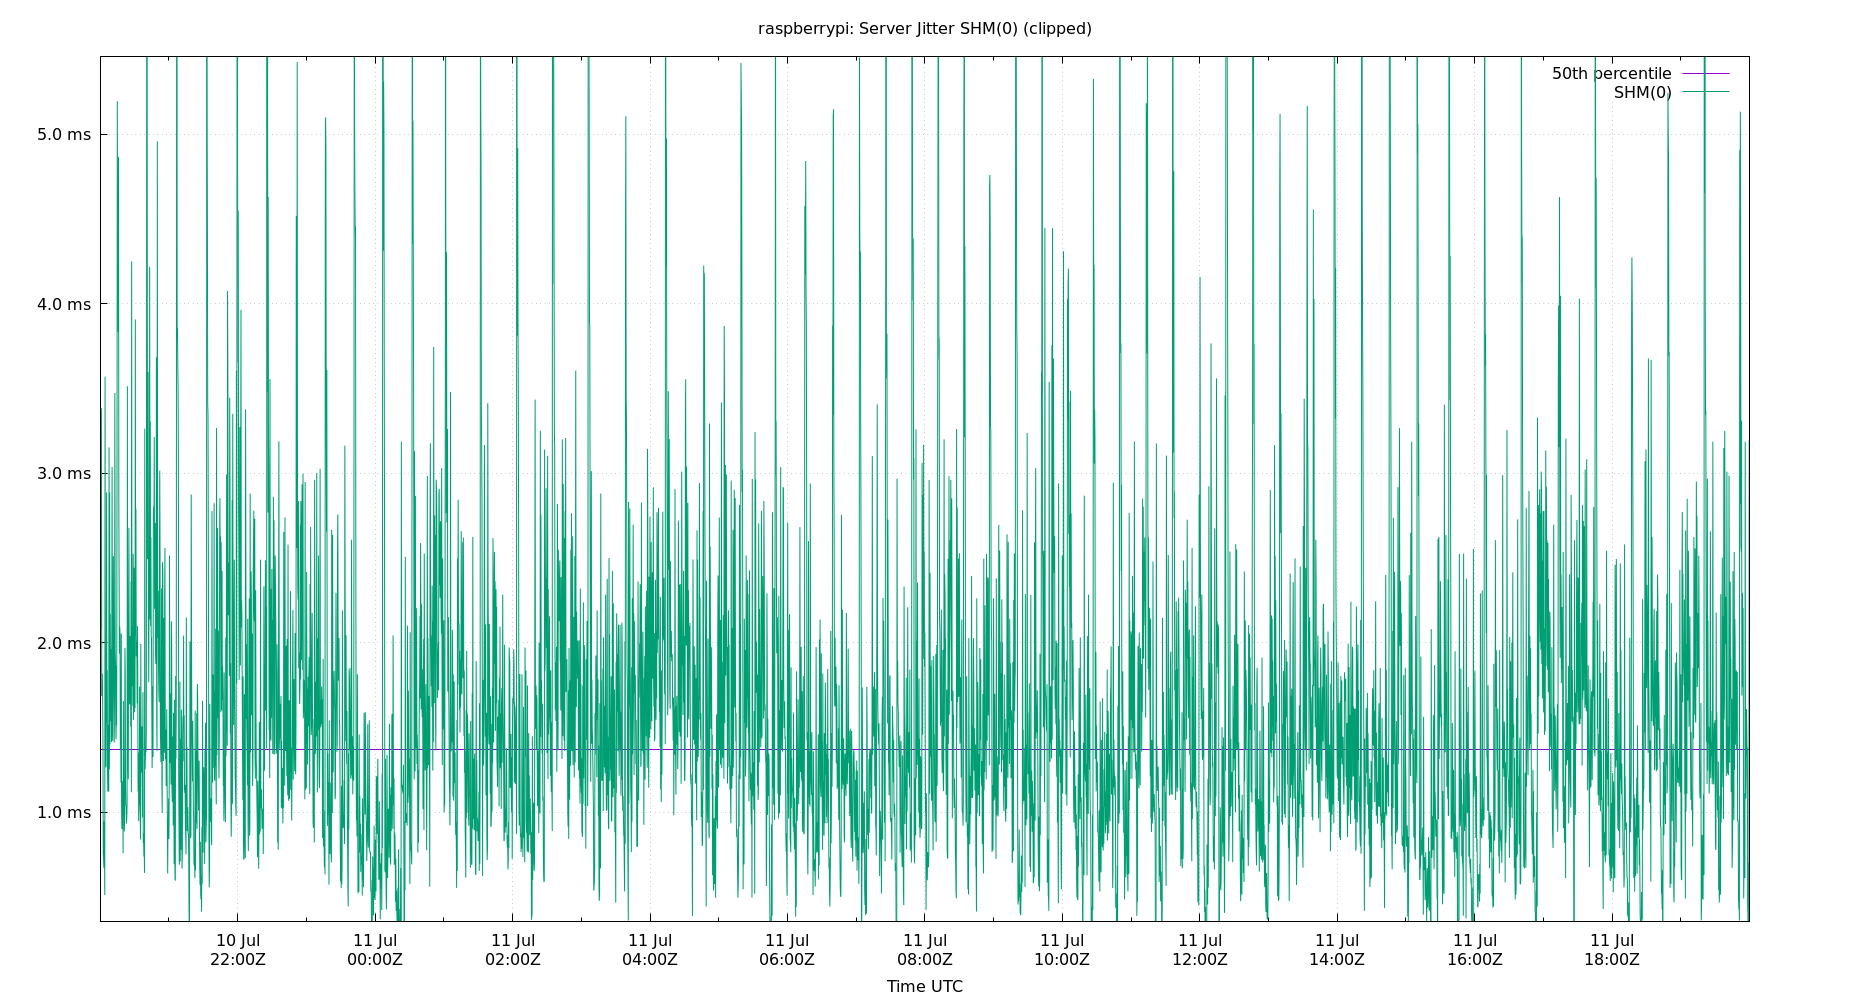 raspberrypi: Server Jitter SHM(0) (clipped)
50th percentile
SHM(0)
5.0 ms
4.0 ms
3.0 ms
2.0 ms
1.0 ms
10 Jul 11 Jul 11 Jul 11 Jul 11 Jul 11 Jul 11 Jul 11 Jul 11 Jul 11 Jul 11 Jul
22:00Z 00:00Z 02:00Z 04:00Z 06:00Z 08:00Z 10:00Z 12:00Z 14:00Z 16:00Z 18:00Z
Time UTC